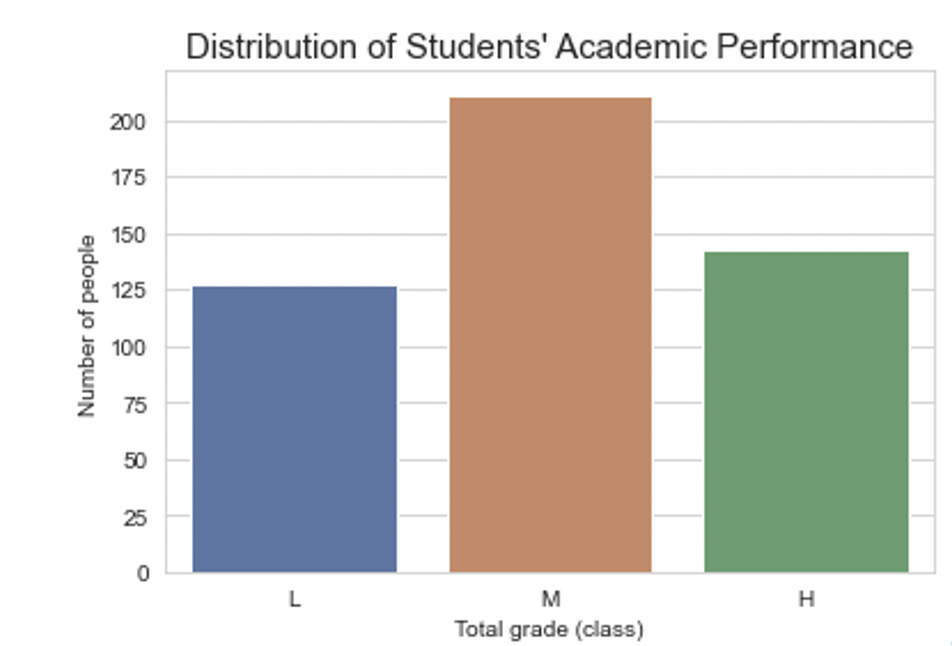 Distribution of Students' Academic Performance
200
175
150
125
100
75
50
25
0
Number of people
L M H
Total grade (class)